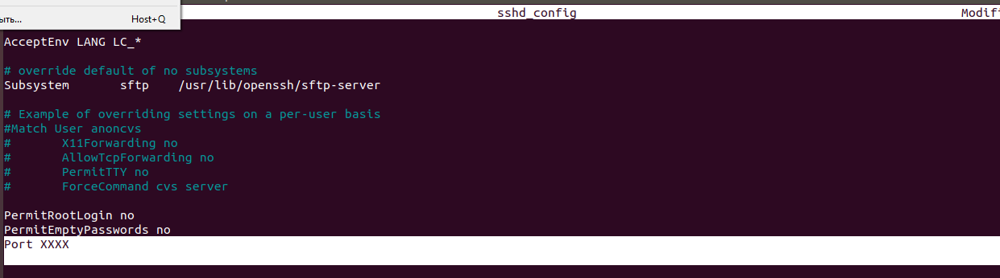 ыть... Host+Q
sshd_config Modif
AcceptEnv LANG LC_*
# override default of no subsystems
Subsystem sftp /usr/lib/openssh/sftp-server
# Example of overriding settings on a per-user basis
#Match User anoncvs
# X11Forwarding no
# AllowTcpForwarding no
# PermitTTY no
# ForceCommand cvs server
PermitRootLogin no
PermitEmptyPasswords no
Port XXXX